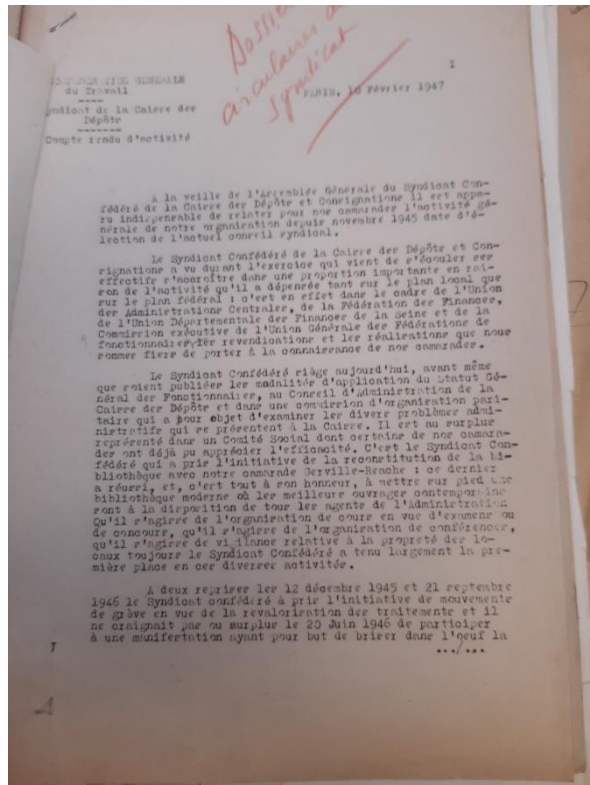 Dossier
circulaires du
syndicat
I
CONFEDERATION GENERALE
du Travail
PARIS, 10 Février 1947
Syndicat de la Caisse des
Dépôts
Compte rendu d'activité
A la veille de l'Assemblée Générale du Syndicat Con-
fédéré de la Caisse des Dépôts et Consignations il est appa-
ru indispensable de relater pour nos camarades l'activité gé-
nérale de notre organisation depuis novembre 1945 date d'é-
lection de l'actuel conseil syndical.
Le Syndicat Confédéré de la Caisse des Dépôts et Con-
signations a vu durant l'exercice qui vient de s'écouler ses
effectifs s'accroître dans une proportion importante en rai-
son de l'activité qu'il a dépensée tant sur le plan local que
sur le plan fédéral : c'est en effet dans le cadre de l'Union
des Administrations Centrales, de la Fédération des Finances,
de l'Union Départementale des Finances de la Seine et de la
Commission exécutive de l'Union Générale des Fédérations de
fonctionnaires, les revendications et les réalisations que nous
sommes fiers de porter à la connaissance de nos camarades.
Le Syndicat Confédéré siège aujourd'hui, avant même
que soient publiées les modalités d'application du Statut Gé-
néral des Fonctionnaires, au Conseil d'Administration de la
Caisse des Dépôts et dans une commission d'organisation pari-
taire qui a pour objet d'examiner les divers problèmes admi-
nistratifs qui se présentent à la Caisse. Il est au surplus
représenté dans un Comité Social dont certains de nos camara-
des ont déjà pu apprécier l'efficacité. C'est le Syndicat Con-
fédéré qui a pris l'initiative de la reconstitution de la bi-
bliothèque avec notre camarade Gerville-Réache : ce dernier
a réussi, et, c'est tout à son honneur, à mettre sur pied une
bibliothèque moderne où les meilleurs ouvrages contemporains
sont à la disposition de tous les agents de l'Administration
Qu'il s'agisse de l'organisation de cours en vue d'examens ou
de concours, qu'il s'agisse de l'organisation de conférences,
qu'il s'agisse de vigilance relative à la propreté des lo-
caux toujours le Syndicat Confédéré a tenu largement la pre-
mière place en ces diverses activités.
A deux reprises les 12 décembre 1945 et 21 septembre
1946 le Syndicat confédéré à pris l'initiative de mouvements
de grève en vue de la revalorisation des traitements et il
ne craignait pas ou surplus le 20 Juin 1946 de participer
à une manifestation ayant pour but de briser dans l'oeuf la
.../...